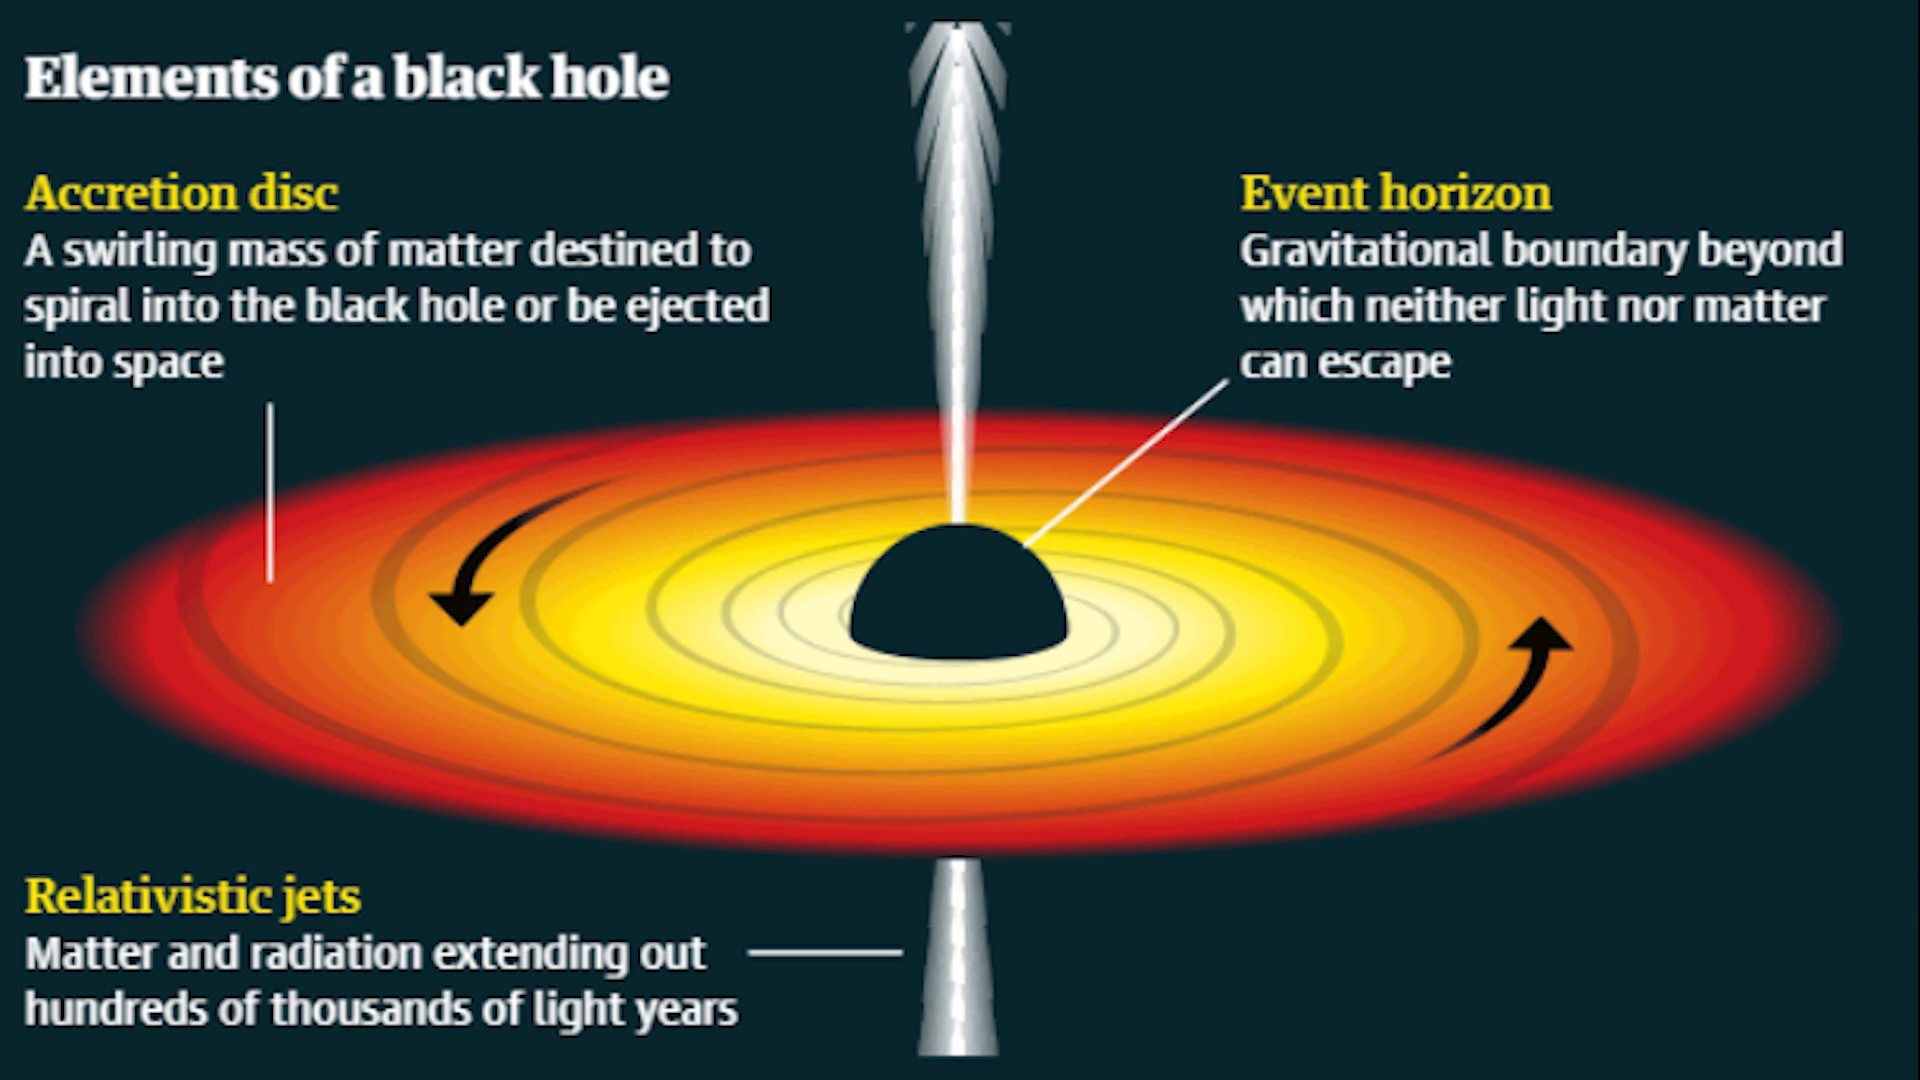 Elements of a black hole
Accretion disc
A swirling mass of matter destined to
spiral into the black hole or be ejected
into space
Event horizon
Gravitational boundary beyond
which neither light nor matter
can escape
Relativistic jets
Matter and radiation extending out
hundreds of thousands of light years